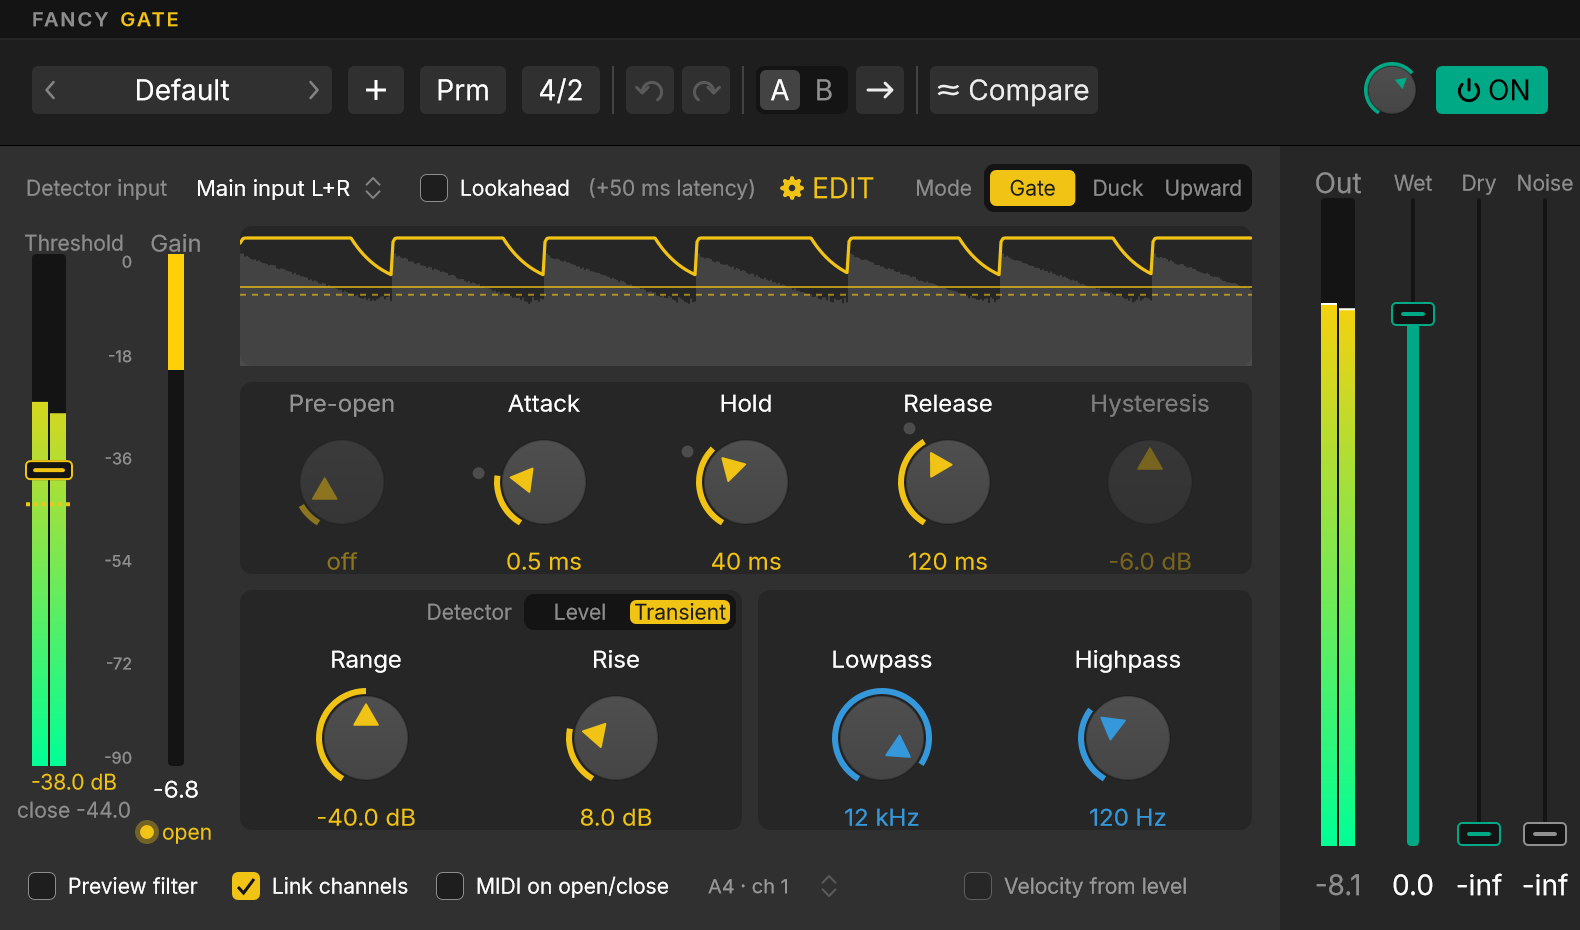 FANCY GATE
Default + Prm 4/2 A B → ≈ Compare ON
Detector input Main input L+R Lookahead (+50 ms latency) EDIT Mode Gate Duck Upward
Out Wet Dry Noise
Threshold Gain
0
-18
-36
-54
-72
-90
-38.0 dB
close -44.0
-6.8
open
Pre-open Attack Hold Release Hysteresis
off 0.5 ms 40 ms 120 ms -6.0 dB
Detector Level Transient
Range Rise
-40.0 dB 8.0 dB
Lowpass Highpass
12 kHz 120 Hz
Preview filter Link channels MIDI on open/close A4 · ch 1 Velocity from level
-8.1 0.0 -inf -inf